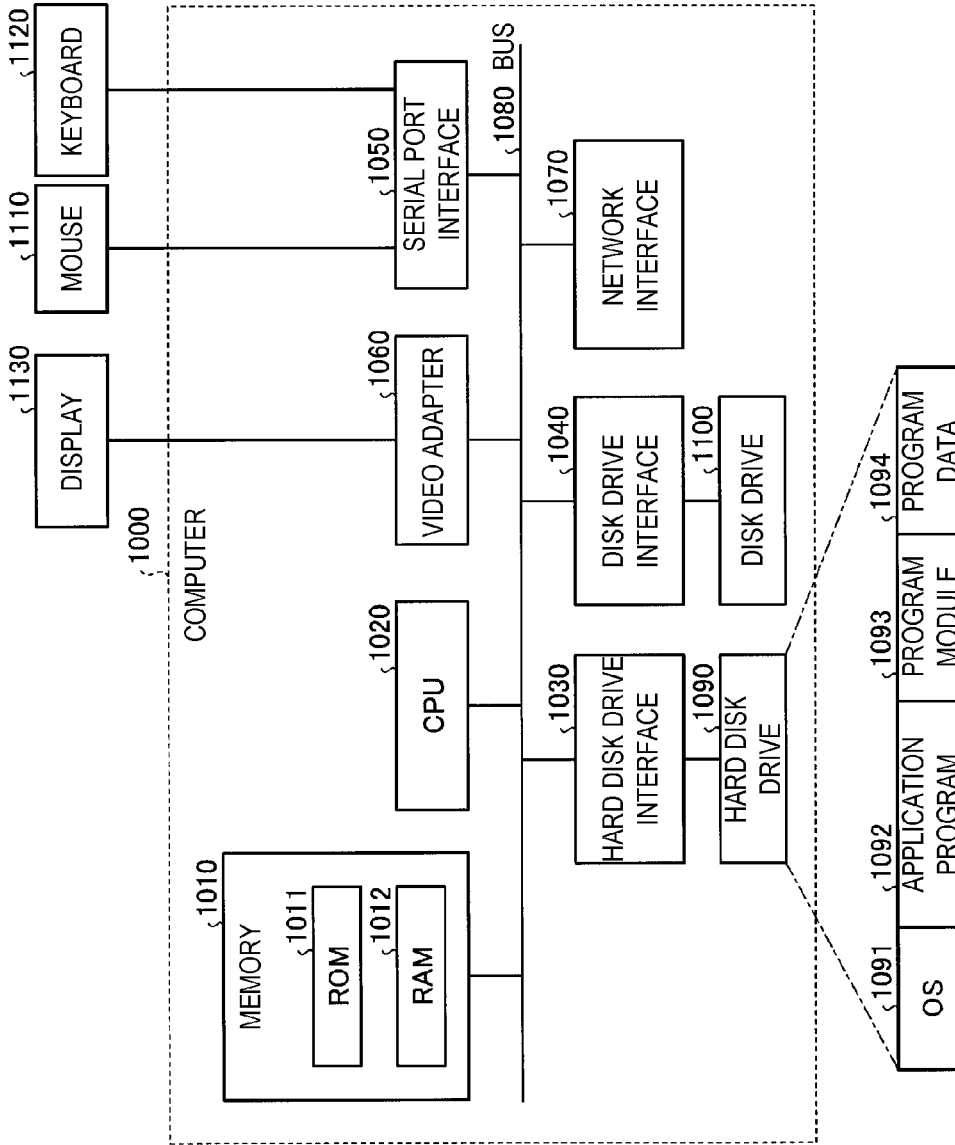 1130
DISPLAY
1110
MOUSE
1120
KEYBOARD
1000
COMPUTER
1010
MEMORY
1011
ROM
1012
RAM
1020
CPU
1060
VIDEO ADAPTER
1050
SERIAL PORT
INTERFACE
1080 BUS
1030
HARD DISK DRIVE
INTERFACE
1040
DISK DRIVE
INTERFACE
1070
NETWORK
INTERFACE
1090
HARD DISK
DRIVE
1100
DISK DRIVE
1091
OS
1092
APPLICATION
PROGRAM
1093
PROGRAM
MODULE
1094
PROGRAM
DATA